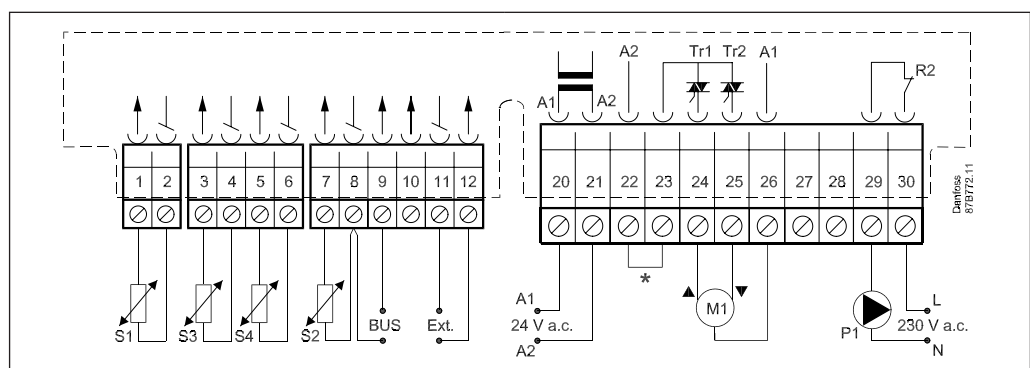 A2 Tr1 Tr2 A1
R2
A1 A2
1 2 3 4 5 6 7 8 9 10 11 12
20 21 22 23 24 25 26 27 28 29 30
Danfoss
87B772.11
*
A1 M1 L
S1 S3 S4 S2 BUS Ext. 24 V a.c. P1 230 V a.c.
A2 N